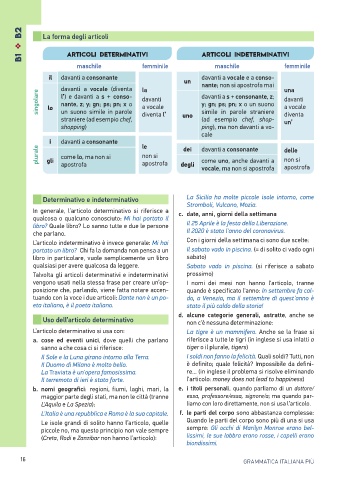 B1 ❖ B2
La forma degli articoli
ARTICOLI DETERMINATIVI
ARTICOLI INDETERMINATIVI
maschile
femminile
maschile
femminile
singolare
il
davanti a consonante
lo
davanti a vocale (diventa
l') e davanti a s + conso-
nante, z; y; gn; ps; pn; x o
un suono simile in parole
straniere (ad esempio chef,
shopping)
la
davanti
a vocale
diventa l'
un
davanti a vocale e a conso-
nante; non si apostrofa mai
uno
davanti a s + consonante, z;
y; gn; ps; pn; x o un suono
simile in parole straniere
(ad esempio chef, shop-
ping), ma non davanti a vo-
cale
una
davanti
a vocale
diventa
un'
plurale
i
davanti a consonante
gli
come lo, ma non si
apostrofa
le
non si
apostrofa
dei
davanti a consonante
degli
come uno, anche davanti a
vocale, ma non si apostrofa
delle
non si
apostrofa
Determinativo e indeterminativo
In generale, l'articolo determinativo si riferisce a
qualcosa o qualcuno conosciuto: Mi hai portato il
libro? Quale libro? Lo sanno tutte e due le persone
che parlano.
L'articolo indeterminativo è invece generale: Mi hai
portato un libro? Chi fa la domanda non pensa a un
libro in particolare, vuole semplicemente un libro
qualsiasi per avere qualcosa da leggere.
Talvolta gli articoli determinativi e indeterminativi
vengono usati nella stessa frase per creare un'op-
posizione che, parlando, viene fatta notare accen-
tuando con la voce i due articoli: Dante non è un po-
eta italiano, è il poeta italiano.
Uso dell'articolo determinativo
L'articolo determinativo si usa con:
a. cose ed eventi unici, dove quelli che parlano
sanno a che cosa ci si riferisce:
Il Sole e la Luna girano intorno alla Terra.
Il Duomo di Milano è molto bello.
La Traviata è un'opera famosissima.
Il terremoto di ieri è stato forte.
b. nomi geografici, regioni, fiumi, laghi, mari, la
maggior parte degli stati, ma non le città (tranne
L'Aquila e La Spezia):
L'Italia è una repubblica e Roma è la sua capitale.
Le isole grandi di solito hanno l'articolo, quelle
piccole no, ma questo principio non vale sempre
(Creta, Rodi e Zanzibar non hanno l'articolo):
La Sicilia ha molte piccole isole intorno, come
Stromboli, Vulcano, Mozia.
c. date, anni, giorni della settimana
Il 25 Aprile è la festa della Liberazione.
Il 2020 è stato l'anno del coronavirus.
Con i giorni della settimana ci sono due scelte:
Il sabato vado in piscina. (= di solito ci vado ogni
sabato)
Sabato vado in piscina. (si riferisce a sabato
prossimo)
I nomi dei mesi non hanno l'articolo, tranne
quando è specificato l'anno: In settembre fa cal-
do, a Venezia, ma il settembre di quest'anno è
stato il più caldo della storia!
d. alcune categorie generali, astratte, anche se
non c'è nessuna determinazione:
La tigre è un mammifero. Anche se la frase si
riferisce a tutte le tigri (in inglese si usa infatti o
tiger o il plurale, tigers)
I soldi non fanno la felicità. Quali soldi? Tutti, non
è definito; quale felicità? Impossibile da defini-
re... (in inglese il problema si risolve eliminando
l'articolo: money does not lead to happiness)
e. i titoli personali, quando parliamo di un dottore/
essa, professore/essa, signore/a; ma quando par-
liamo con loro direttamente, non si usa l'articolo.
f. le parti del corpo sono abbastanza complesse:
Quando le parti del corpo sono più di una si usa
sempre: Gli occhi di Marilyn Monroe erano bel-
lissimi, le sue labbra erano rosse, i capelli erano
biondissimi.
16
GRAMMATICA ITALIANA PIÙ